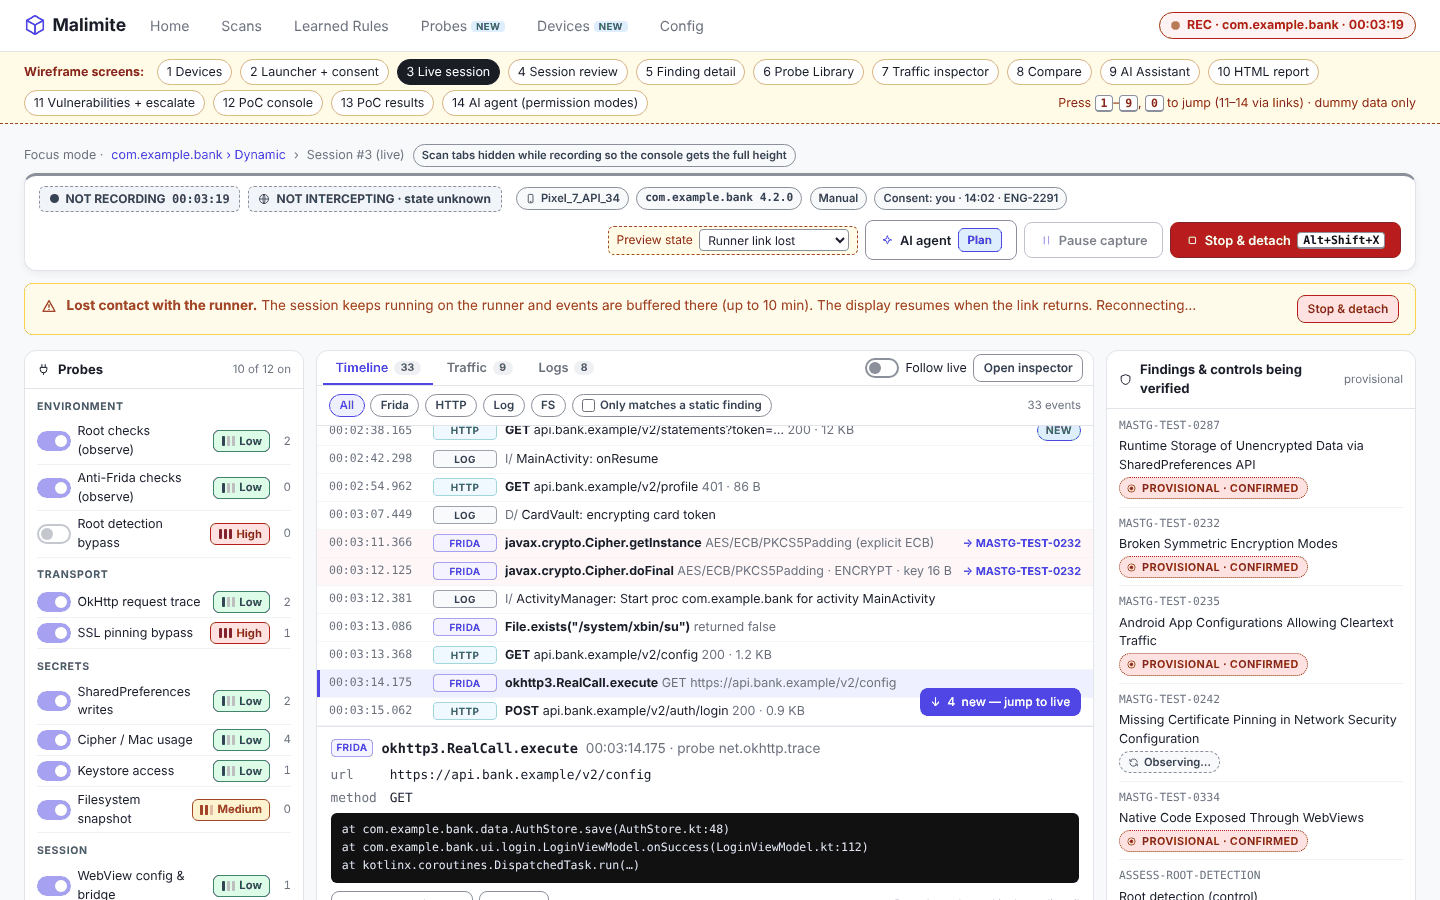 Malimite
Home
Scans
Learned Rules
Probes NEW
Devices NEW
Config
REC · com.example.bank · 00:03:19
Wireframe screens:
1 Devices
2 Launcher + consent
3 Live session
4 Session review
5 Finding detail
6 Probe Library
7 Traffic inspector
8 Compare
9 AI Assistant
10 HTML report
11 Vulnerabilities + escalate
12 PoC console
13 PoC results
14 AI agent (permission modes)
Press 1–9, 0 to jump (11–14 via links) · dummy data only
Focus mode · com.example.bank › Dynamic › Session #3 (live)
Scan tabs hidden while recording so the console gets the full height
NOT RECORDING 00:03:19
NOT INTERCEPTING · state unknown
Pixel_7_API_34
com.example.bank 4.2.0
Manual
Consent: you · 14:02 · ENG-2291
Preview state Runner link lost
AI agent Plan
Pause capture
Stop & detach Alt+Shift+X
Lost contact with the runner. The session keeps running on the runner and events are buffered there (up to 10 min). The display resumes when the link returns. Reconnecting...
Stop & detach
Probes
10 of 12 on
ENVIRONMENT
Root checks
(observe)
Low 2
Anti-Frida checks
(observe)
Low 0
Root detection
bypass
High 0
TRANSPORT
OkHttp request trace Low 2
SSL pinning bypass High 1
SECRETS
SharedPreferences
writes
Low 2
Cipher / Mac usage Low 4
Keystore access Low 1
Filesystem
snapshot
Medium 0
SESSION
WebView config &
bridge
Low 1
Timeline 33
Traffic 9
Logs 8
Follow live
Open inspector
All
Frida
HTTP
Log
FS
Only matches a static finding
33 events
00:02:38.165 HTTP GET api.bank.example/v2/statements?token=... 200 · 12 KB NEW
00:02:42.298 LOG I/ MainActivity: onResume
00:02:54.962 HTTP GET api.bank.example/v2/profile 401 · 86 B
00:03:07.449 LOG D/ CardVault: encrypting card token
00:03:11.366 FRIDA javax.crypto.Cipher.getInstance AES/ECB/PKCS5Padding (explicit ECB) → MASTG-TEST-0232
00:03:12.125 FRIDA javax.crypto.Cipher.doFinal AES/ECB/PKCS5Padding · ENCRYPT · key 16 B → MASTG-TEST-0232
00:03:12.381 LOG I/ ActivityManager: Start proc com.example.bank for activity MainActivity
00:03:13.086 FRIDA File.exists("/system/xbin/su") returned false
00:03:13.368 HTTP GET api.bank.example/v2/config 200 · 1.2 KB
00:03:14.175 FRIDA okhttp3.RealCall.execute GET https://api.bank.example/v2/config
00:03:15.062 HTTP POST api.bank.example/v2/auth/login 200 · 0.9 KB
↓ 4 new — jump to live
FRIDA okhttp3.RealCall.execute 00:03:14.175 · probe net.okhttp.trace
url https://api.bank.example/v2/config
method GET
at com.example.bank.data.AuthStore.save(AuthStore.kt:48)
at com.example.bank.ui.login.LoginViewModel.onSuccess(LoginViewModel.kt:112)
at kotlinx.coroutines.DispatchedTask.run(…)
Findings & controls being
verified
provisional
MASTG-TEST-0287
Runtime Storage of Unencrypted Data via
SharedPreferences API
PROVISIONAL · CONFIRMED
MASTG-TEST-0232
Broken Symmetric Encryption Modes
PROVISIONAL · CONFIRMED
MASTG-TEST-0235
Android App Configurations Allowing Cleartext
Traffic
PROVISIONAL · CONFIRMED
MASTG-TEST-0242
Missing Certificate Pinning in Network Security
Configuration
Observing...
MASTG-TEST-0334
Native Code Exposed Through WebViews
PROVISIONAL · CONFIRMED
ASSESS-ROOT-DETECTION
Root detection (control)